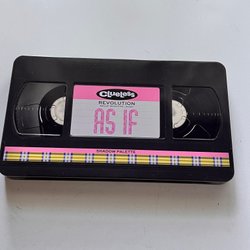 Clueless
REVOLUTION
AS IF
SHADOW PALETTE